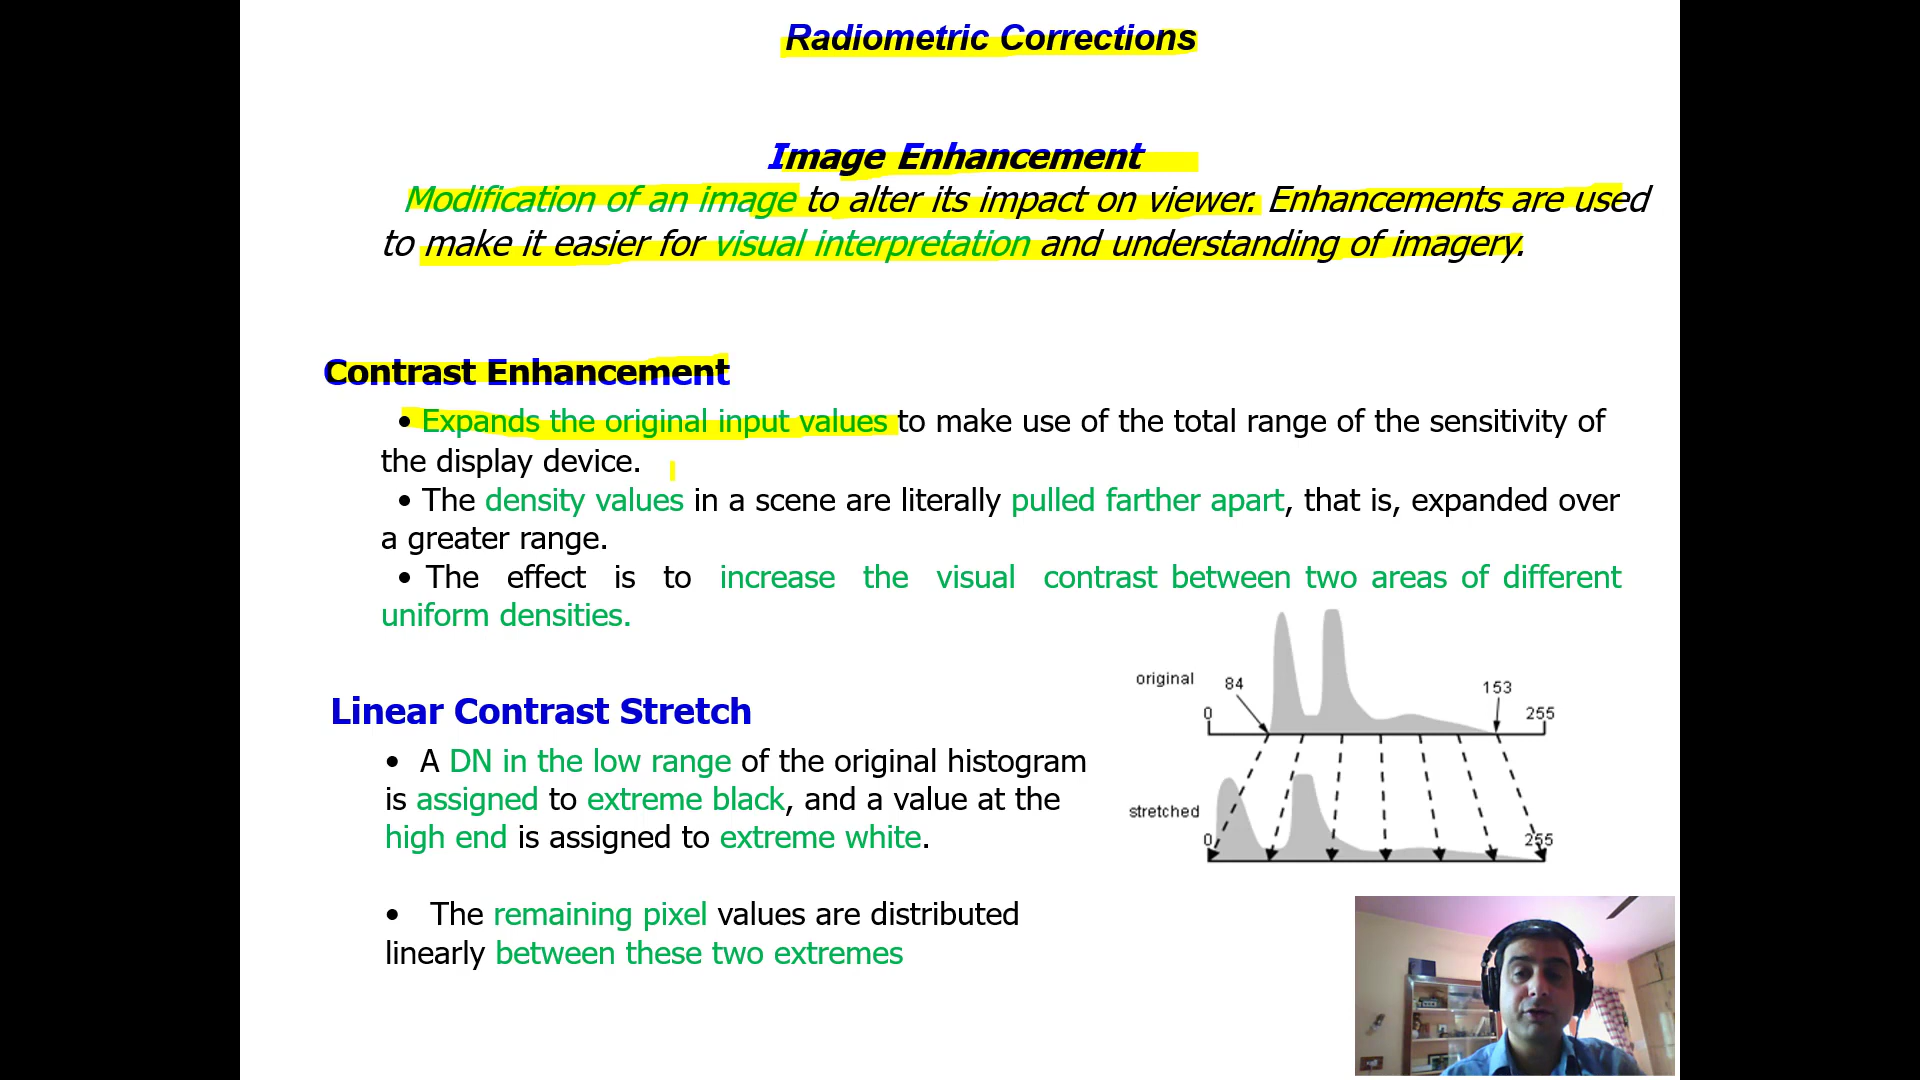 Radiometric Corrections
Image Enhancement
Modification of an image to alter its impact on viewer. Enhancements are used
to make it easier for visual interpretation and understanding of imagery.
Contrast Enhancement
• Expands the original input values to make use of the total range of the sensitivity of
the display device.
• The density values in a scene are literally pulled farther apart, that is, expanded over
a greater range.
• The effect is to increase the visual contrast between two areas of different
uniform densities.
Linear Contrast Stretch
• A DN in the low range of the original histogram
is assigned to extreme black, and a value at the
high end is assigned to extreme white.
• The remaining pixel values are distributed
linearly between these two extremes
original 84 153
0 255
stretched
0 255